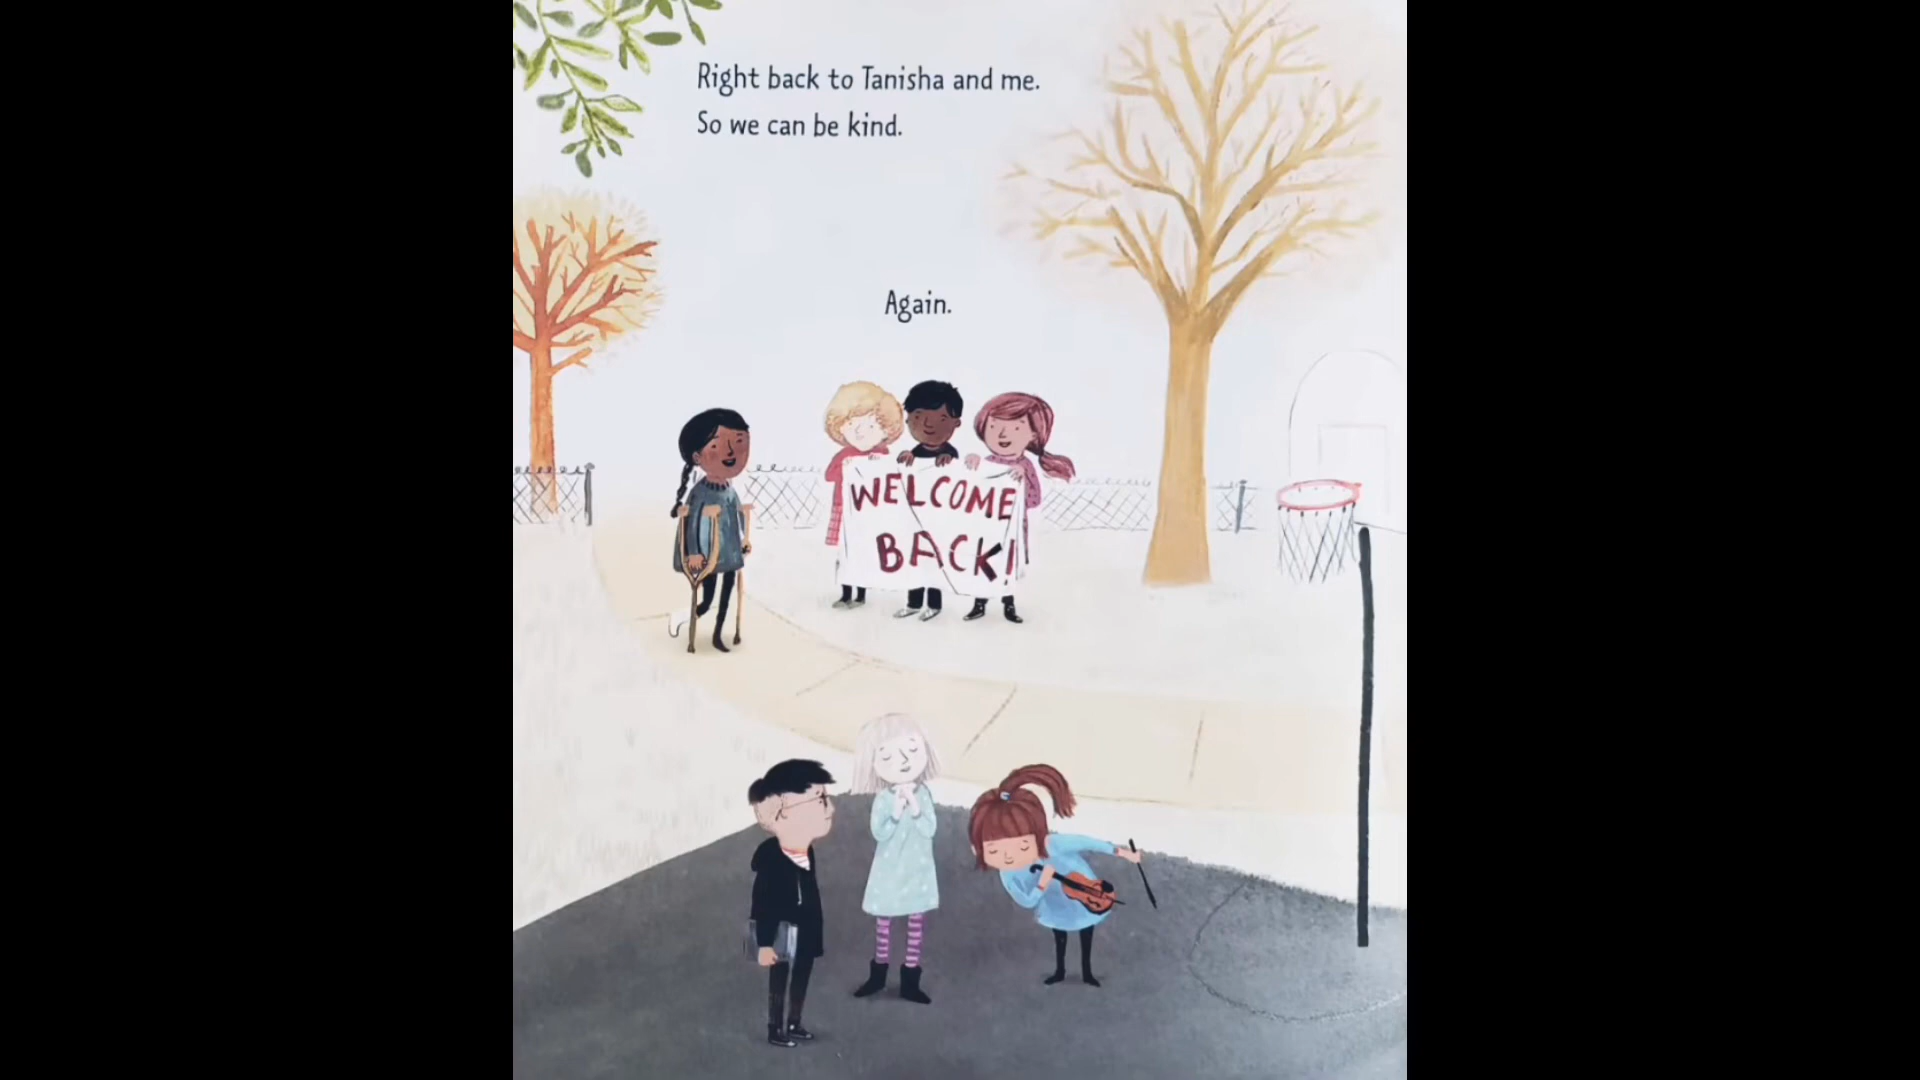 Right back to Tanisha and me.
So we can be kind.
Again.
WELCOME
BACK!